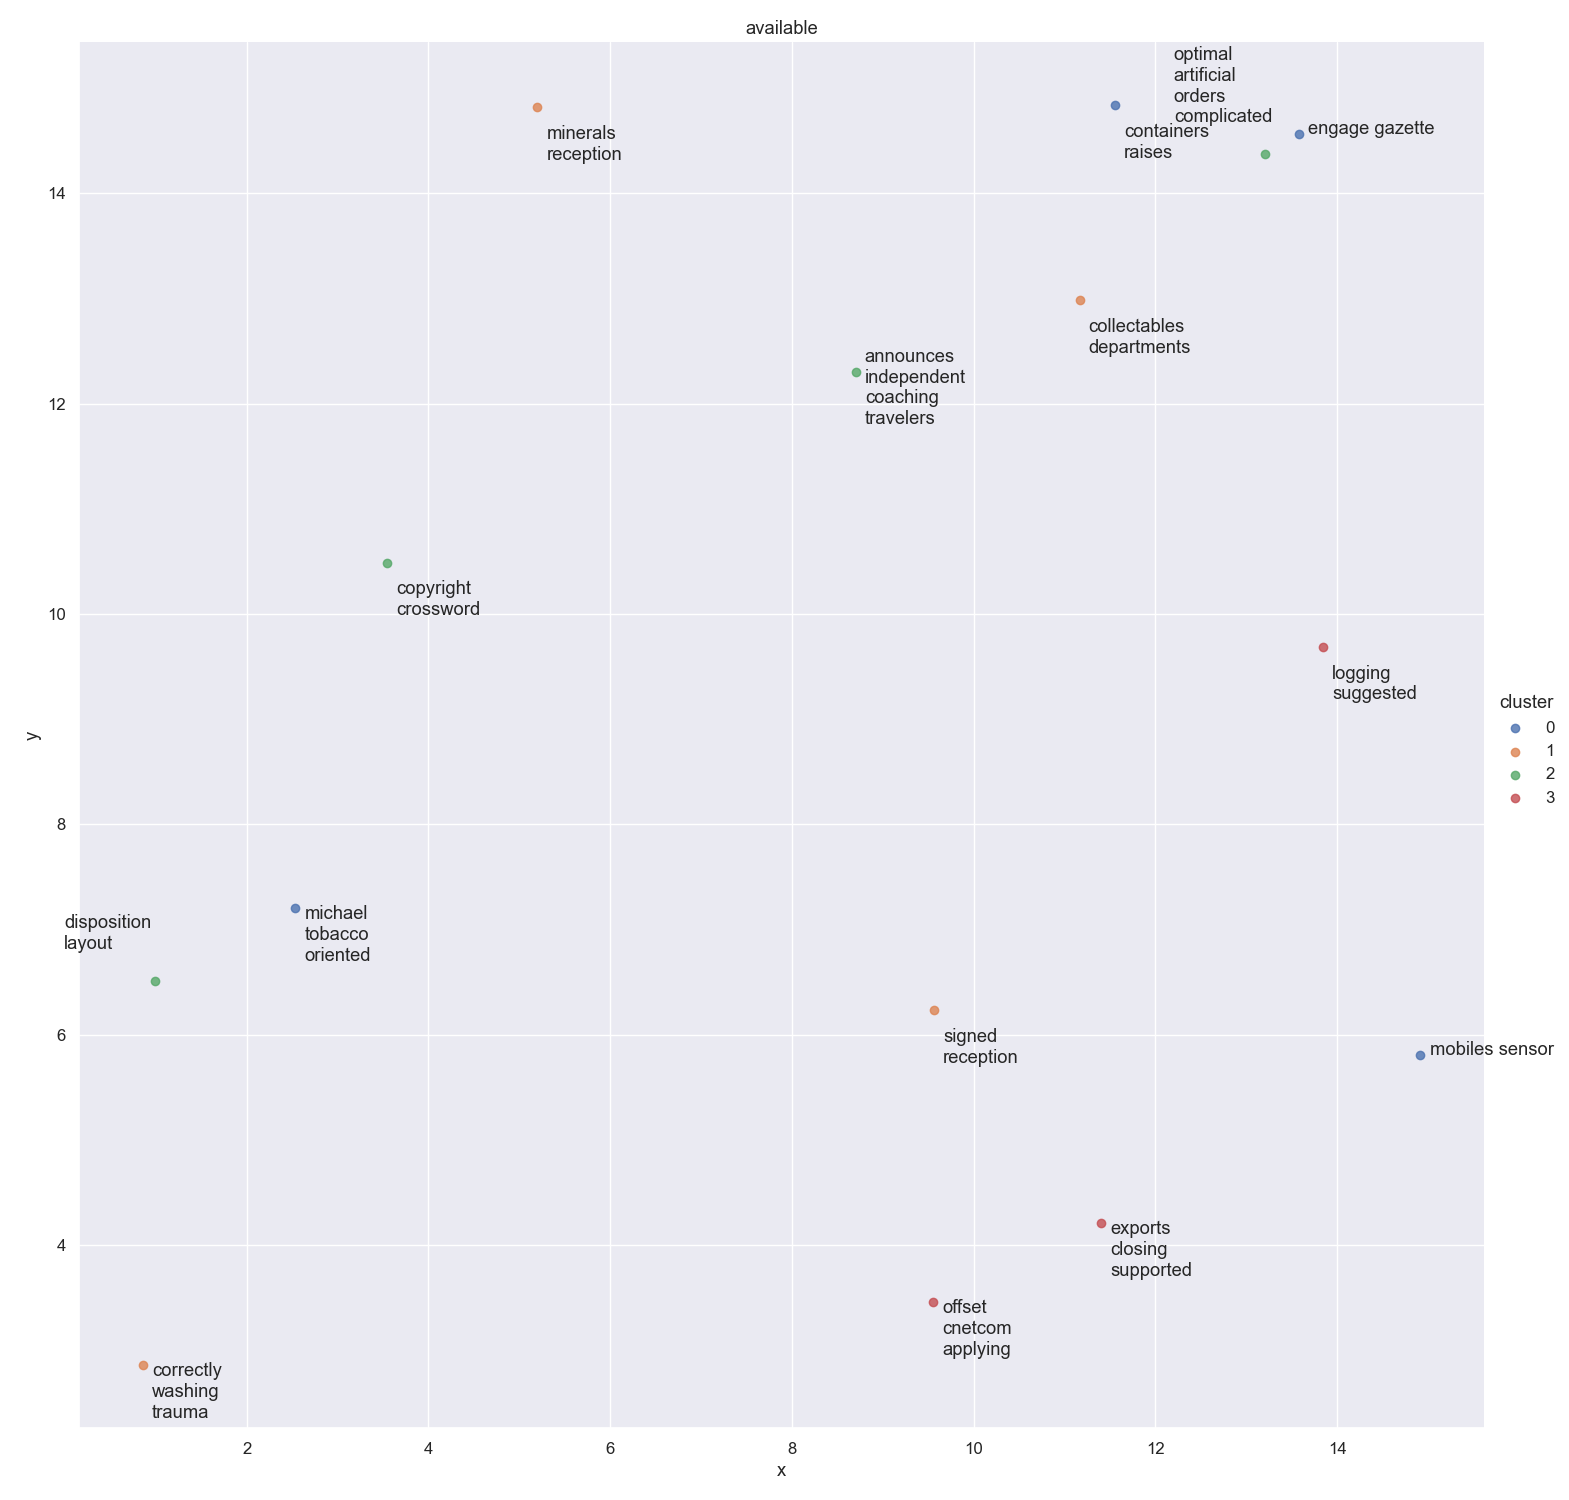 available
optimal
artificial
orders
complicated
containers
raises
engage gazette
minerals
reception
collectables
departments
announces
independent
coaching
travelers
copyright
crossword
logging
suggested
disposition
layout
michael
tobacco
oriented
signed
reception
mobiles sensor
exports
closing
supported
offset
cnetcom
applying
correctly
washing
trauma
14
12
10
8
6
4
y
2
4
6
8
10
12
14
x
cluster
0
1
2
3